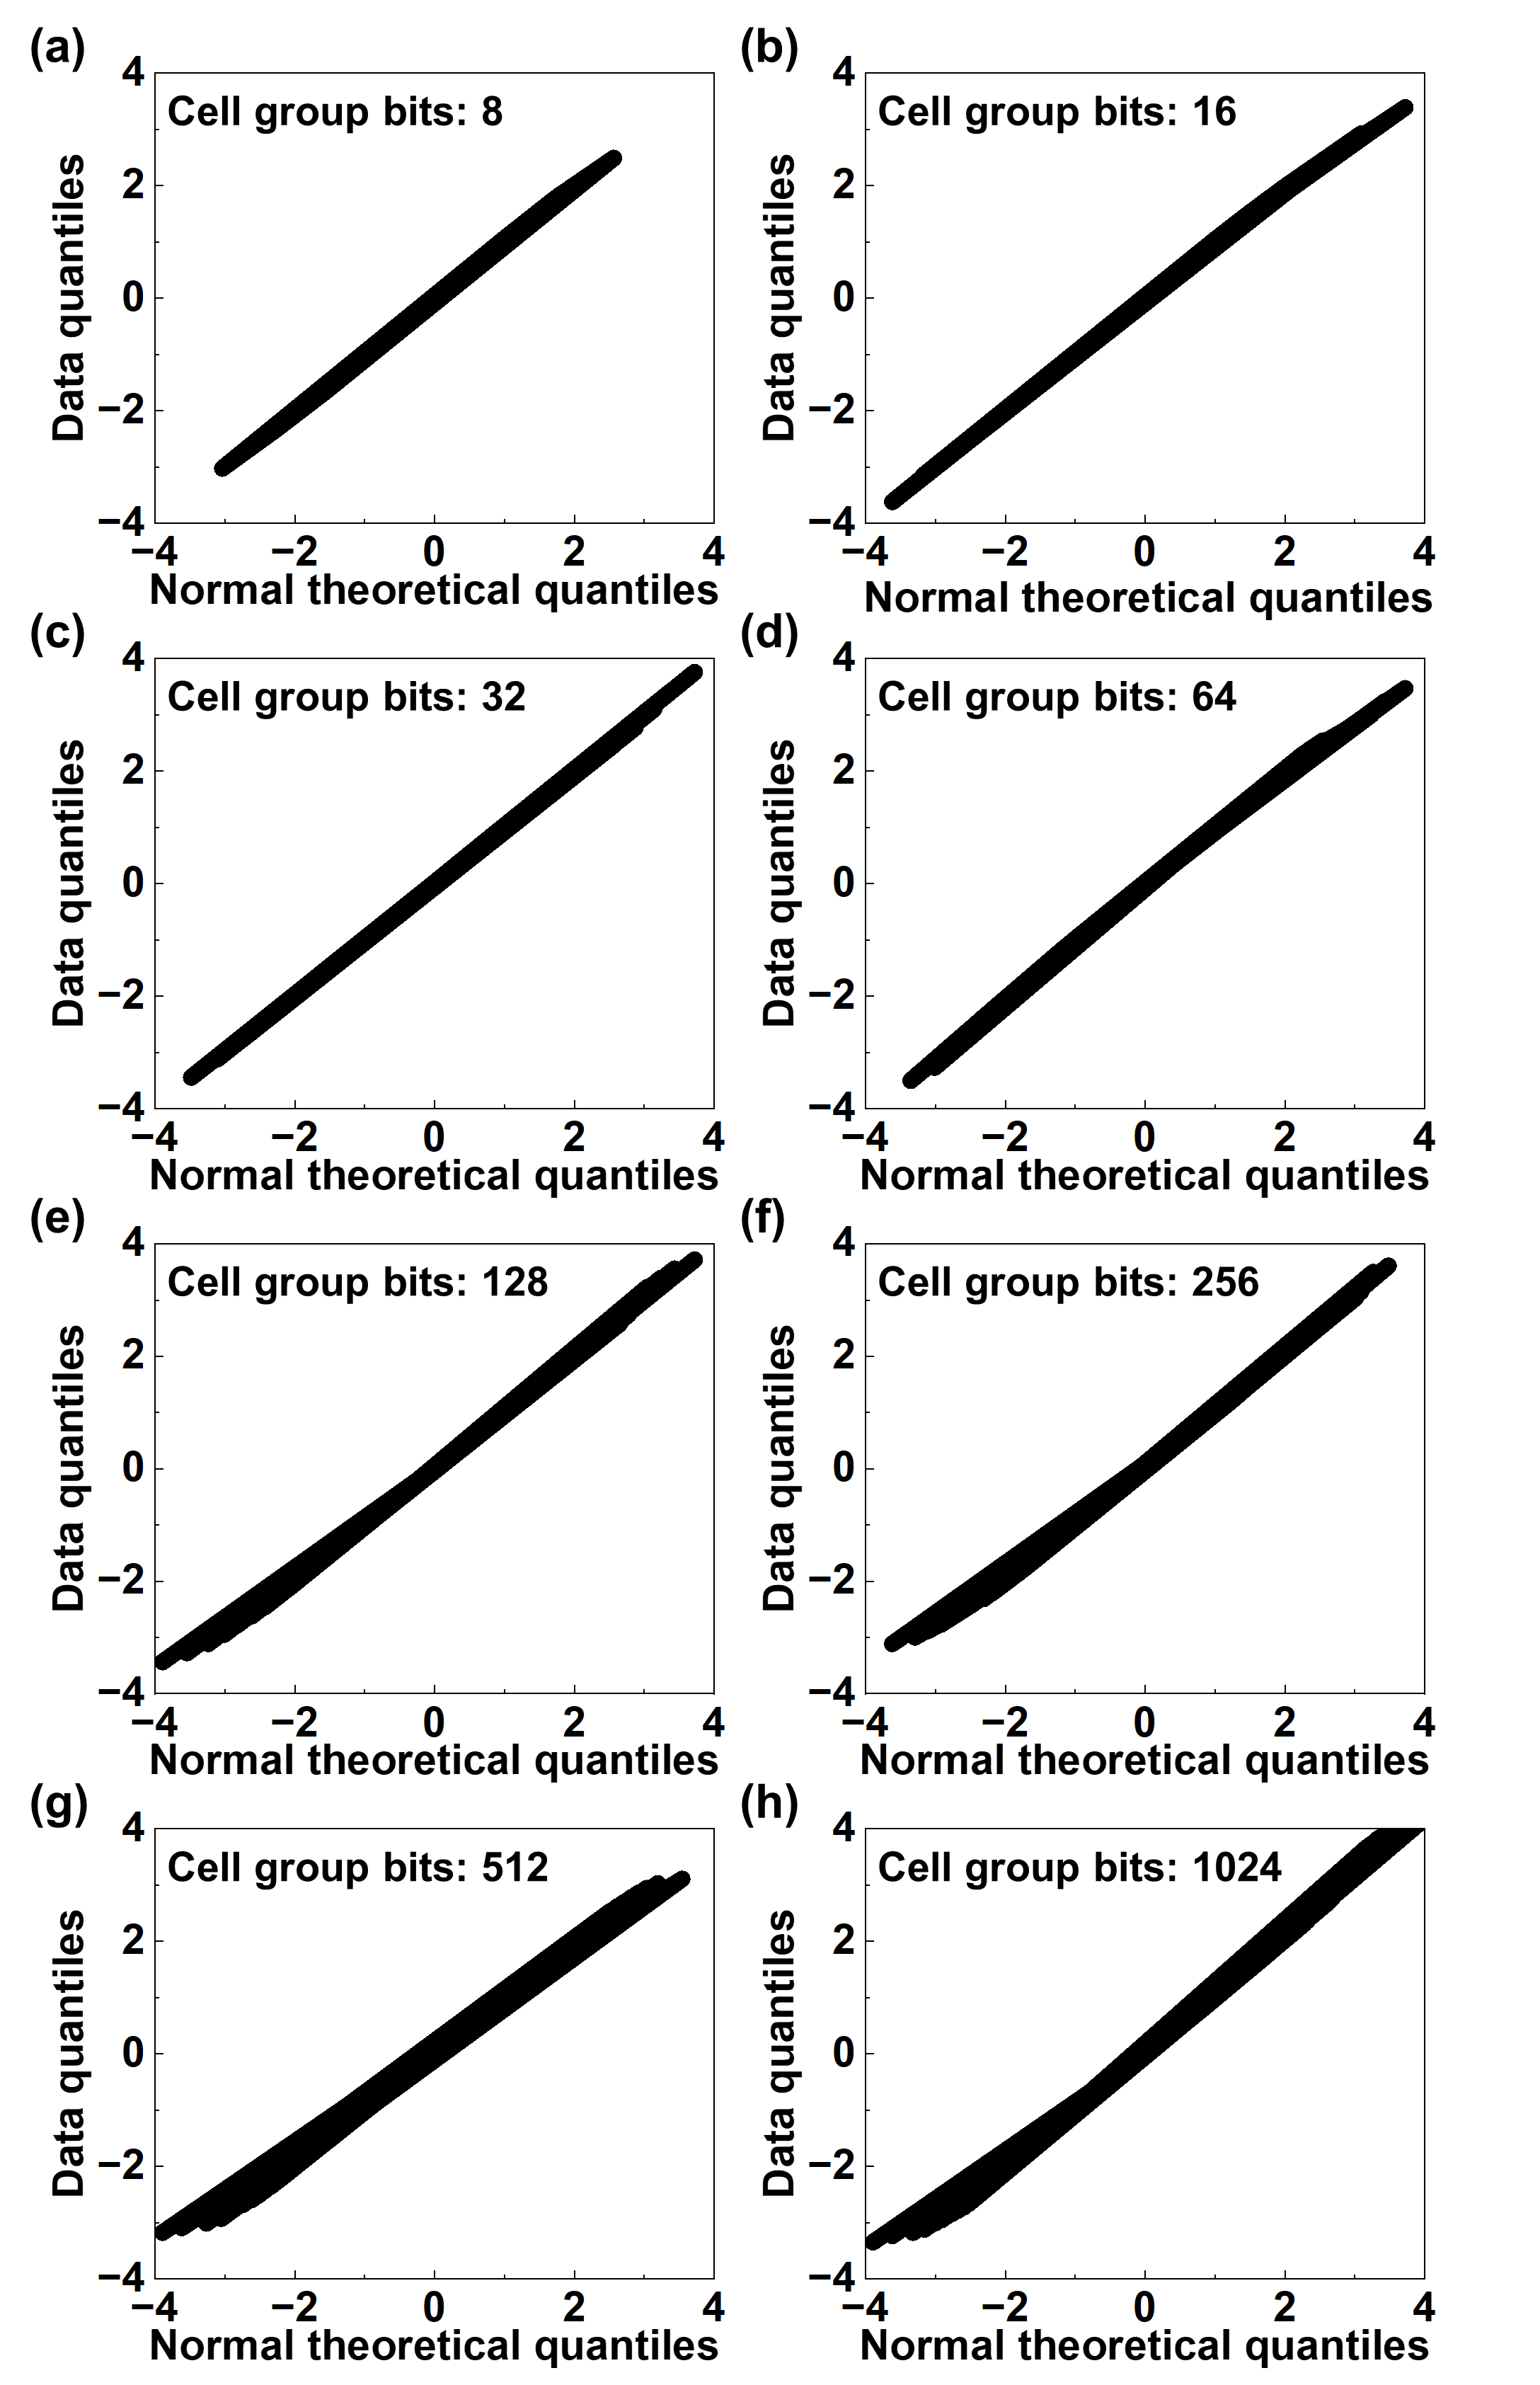 (a)
Cell group bits: 8
4
2
0
−2
−4
Data quantiles
−4 −2 0 2 4
Normal theoretical quantiles
(b)
Cell group bits: 16
4
2
0
−2
−4
Data quantiles
−4 −2 0 2 4
Normal theoretical quantiles
(c)
Cell group bits: 32
4
2
0
−2
−4
Data quantiles
−4 −2 0 2 4
Normal theoretical quantiles
(d)
Cell group bits: 64
4
2
0
−2
−4
Data quantiles
−4 −2 0 2 4
Normal theoretical quantiles
(e)
Cell group bits: 128
4
2
0
−2
−4
Data quantiles
−4 −2 0 2 4
Normal theoretical quantiles
(f)
Cell group bits: 256
4
2
0
−2
−4
Data quantiles
−4 −2 0 2 4
Normal theoretical quantiles
(g)
Cell group bits: 512
4
2
0
−2
−4
Data quantiles
−4 −2 0 2 4
Normal theoretical quantiles
(h)
Cell group bits: 1024
4
2
0
−2
−4
Data quantiles
−4 −2 0 2 4
Normal theoretical quantiles